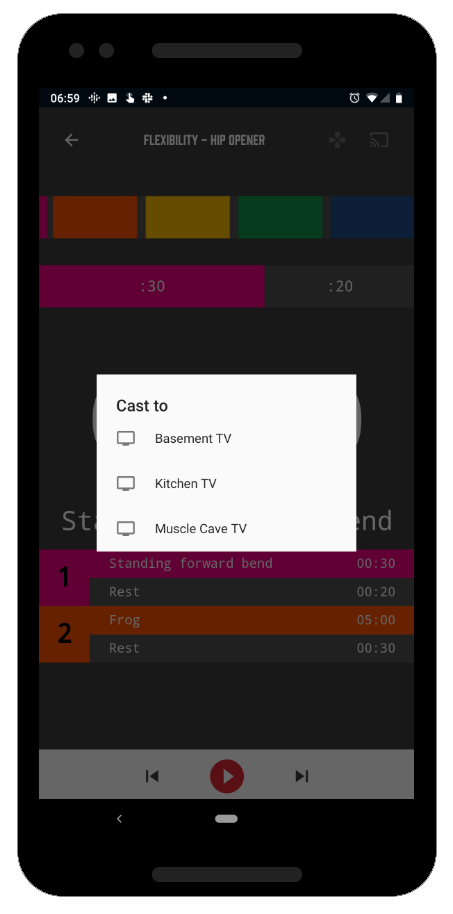 06:59
FLEXIBILITY – HIP OPENER
:30 :20
Cast to
Basement TV
Kitchen TV
Muscle Cave TV
end
1 Standing forward bend 00:30
Rest 00:20
2 Frog 05:00
Rest 00:30